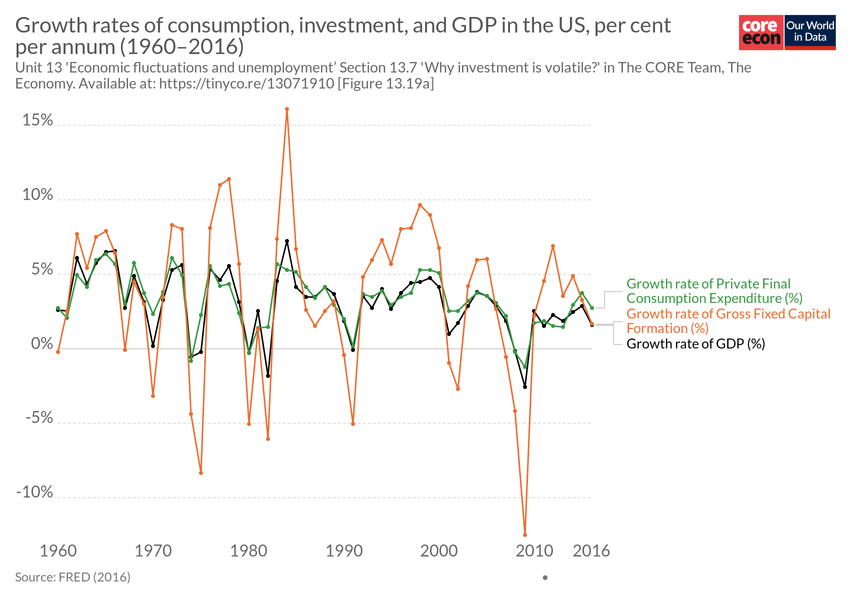 Growth rates of consumption, investment, and GDP in the US, per cent
per annum (1960–2016)
core
econ
Our World
in Data
Unit 13 'Economic fluctuations and unemployment’ Section 13.7 'Why investment is volatile?' in The CORE Team, The
Economy. Available at: https://tinyco.re/13071910 [Figure 13.19a]
15%
10%
5%
0%
-5%
-10%
Growth rate of Private Final
Consumption Expenditure (%)
Growth rate of Gross Fixed Capital
Formation (%)
Growth rate of GDP (%)
1960
1970
1980
1990
2000
2010
2016
Source: FRED (2016)